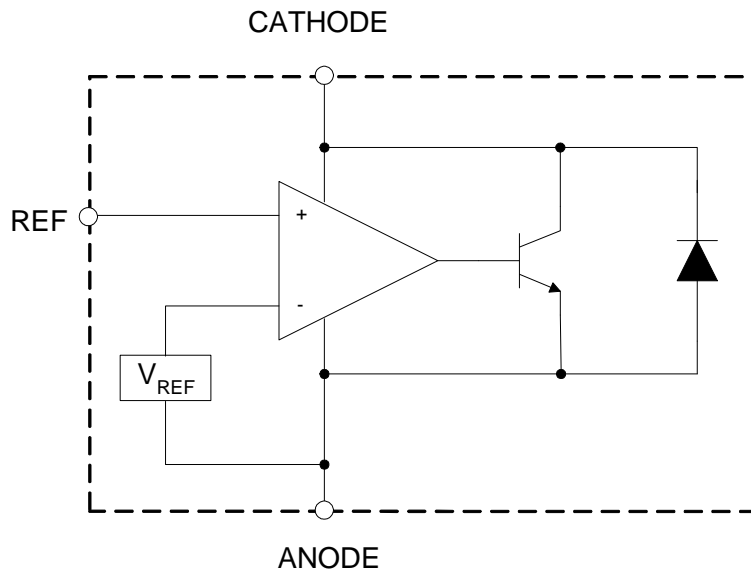 CATHODE
REF
+
-
VREF
ANODE